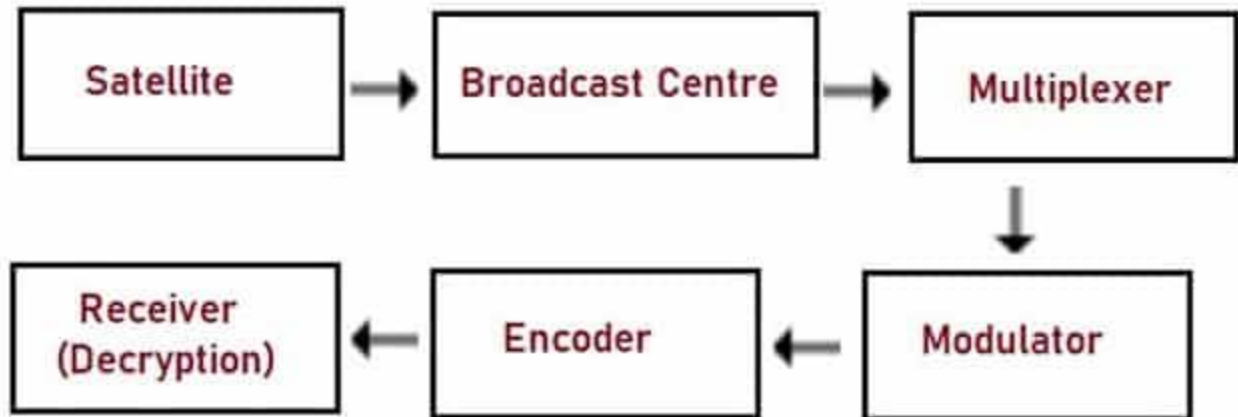 Satellite
Broadcast Centre
Multiplexer
Modulator
Encoder
Receiver
(Decryption)